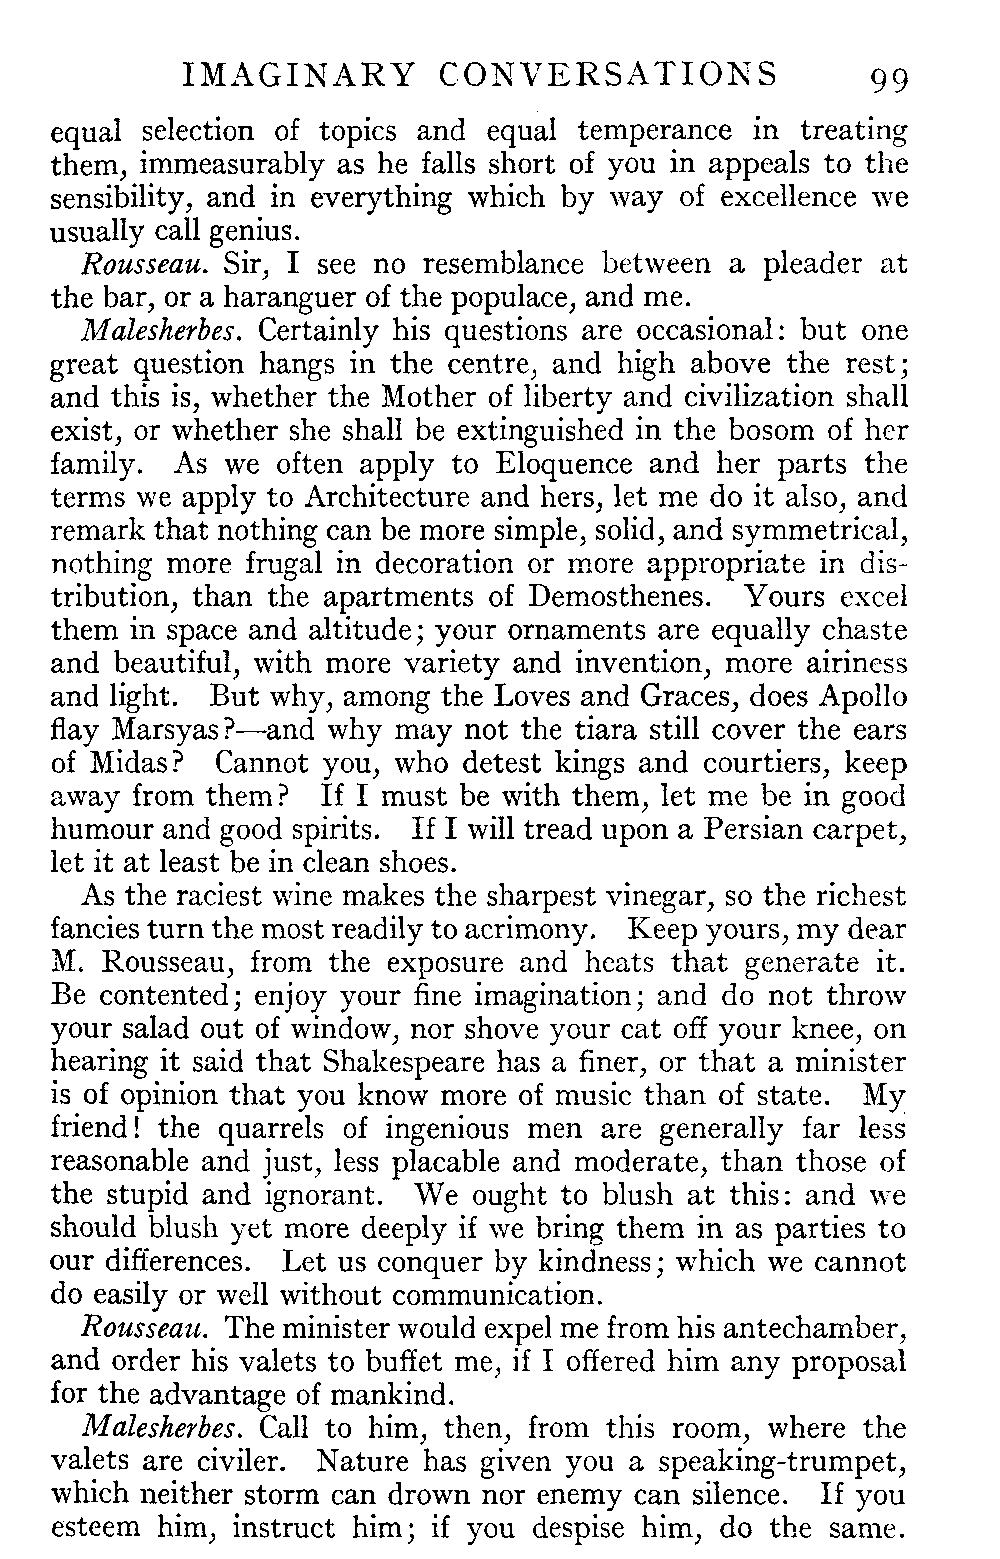 IMAGINARY CONVERSATIONS 99
equal selection of topics and equal temperance in treating
them, immeasurably as he falls short of you in appeals to the
sensibility, and in everything which by way of excellence we
usually call genius.
Rousseau. Sir, I see no resemblance between a pleader at
the bar, or a haranguer of the populace, and me.
Malesherbes. Certainly his questions are occasional: but one
great question hangs in the centre, and high above the rest;
and this is, whether the Mother of liberty and civilization shall
exist, or whether she shall be extinguished in the bosom of her
family. As we often apply to Eloquence and her parts the
terms we apply to Architecture and hers, let me do it also, and
remark that nothing can be more simple, solid, and symmetrical,
nothing more frugal in decoration or more appropriate in dis-
tribution, than the apartments of Demosthenes. Yours excel
them in space and altitude; your ornaments are equally chaste
and beautiful, with more variety and invention, more airiness
and light. But why, among the Loves and Graces, does Apollo
flay Marsyas?—and why may not the tiara still cover the ears
of Midas? Cannot you, who detest kings and courtiers, keep
away from them? If I must be with them, let me be in good
humour and good spirits. If I will tread upon a Persian carpet,
let it at least be in clean shoes.
As the raciest wine makes the sharpest vinegar, so the richest
fancies turn the most readily to acrimony. Keep yours, my dear
M. Rousseau, from the exposure and heats that generate it.
Be contented; enjoy your fine imagination; and do not throw
your salad out of window, nor shove your cat off your knee, on
hearing it said that Shakespeare has a finer, or that a minister
is of opinion that you know more of music than of state. My
friend! the quarrels of ingenious men are generally far less
reasonable and just, less placable and moderate, than those of
the stupid and ignorant. We ought to blush at this: and we
should blush yet more deeply if we bring them in as parties to
our differences. Let us conquer by kindness; which we cannot
do easily or well without communication.
Rousseau. The minister would expel me from his antechamber,
and order his valets to buffet me, if I offered him any proposal
for the advantage of mankind.
Malesherbes. Call to him, then, from this room, where the
valets are civiler. Nature has given you a speaking-trumpet,
which neither storm can drown nor enemy can silence. If you
esteem him, instruct him; if you despise him, do the same.